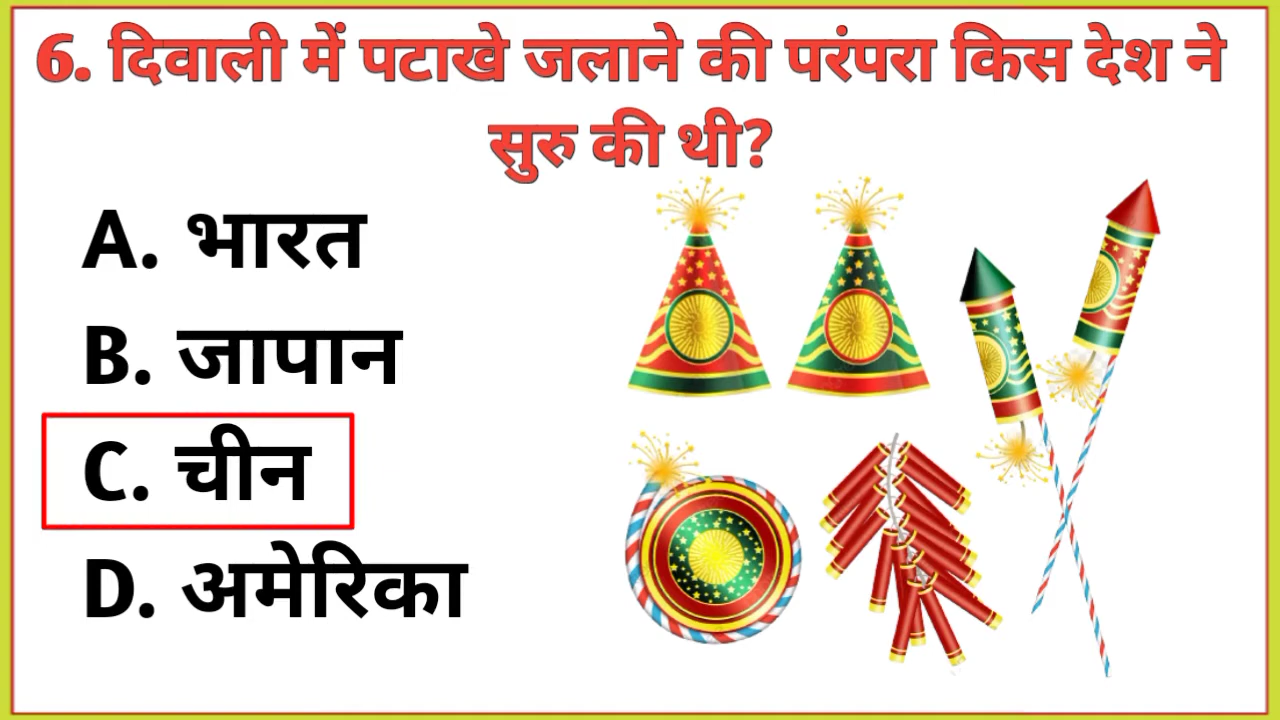 6. दिवाली में पटाखे जलाने की परंपरा किस देश ने
सुरु की थी?
A. भारत
B. जापान
C. चीन
D. अमेरिका